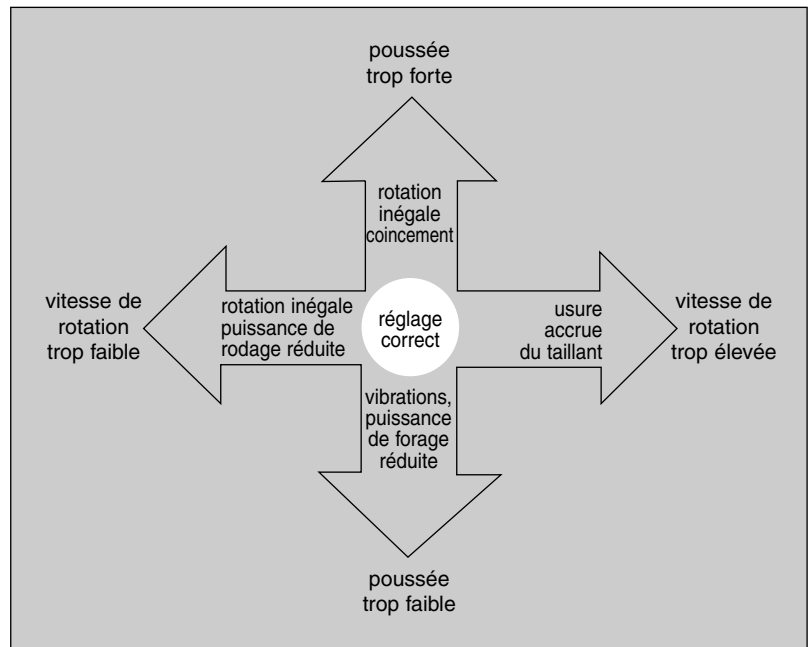 poussée
trop forte
rotation
inégale
coincement
vitesse de
rotation
trop faible
rotation inégale
puissance de
rodage réduite
réglage
correct
usure
accrue
du taillant
vitesse de
rotation
trop élevée
vibrations,
puissance
de forage
réduite
poussée
trop faible